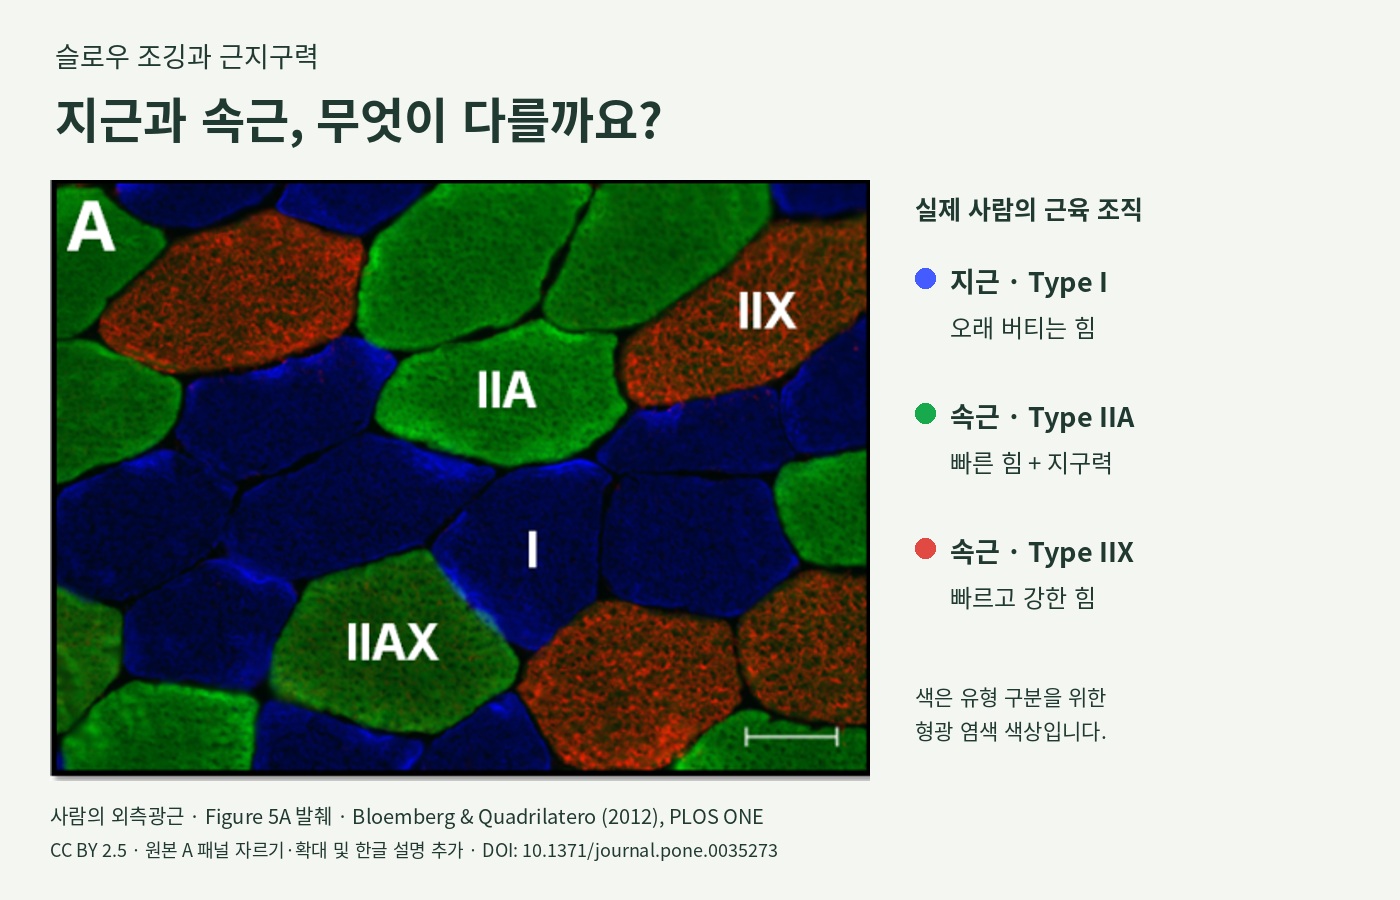 슬로우 조깅과 근지구력
지근과 속근, 무엇이 다를까요?
A
IIX
IIA
I
IIAX
실제 사람의 근육 조직
지근 · Type I
오래 버티는 힘
속근 · Type IIA
빠른 힘 + 지구력
속근 · Type IIX
빠르고 강한 힘
색은 유형 구분을 위한
형광 염색 색상입니다.
사람의 외측광근 · Figure 5A 발췌 · Bloemberg & Quadrilatero (2012), PLOS ONE
CC BY 2.5 · 원본 A 패널 자르기·확대 및 한글 설명 추가 · DOI: 10.1371/journal.pone.0035273